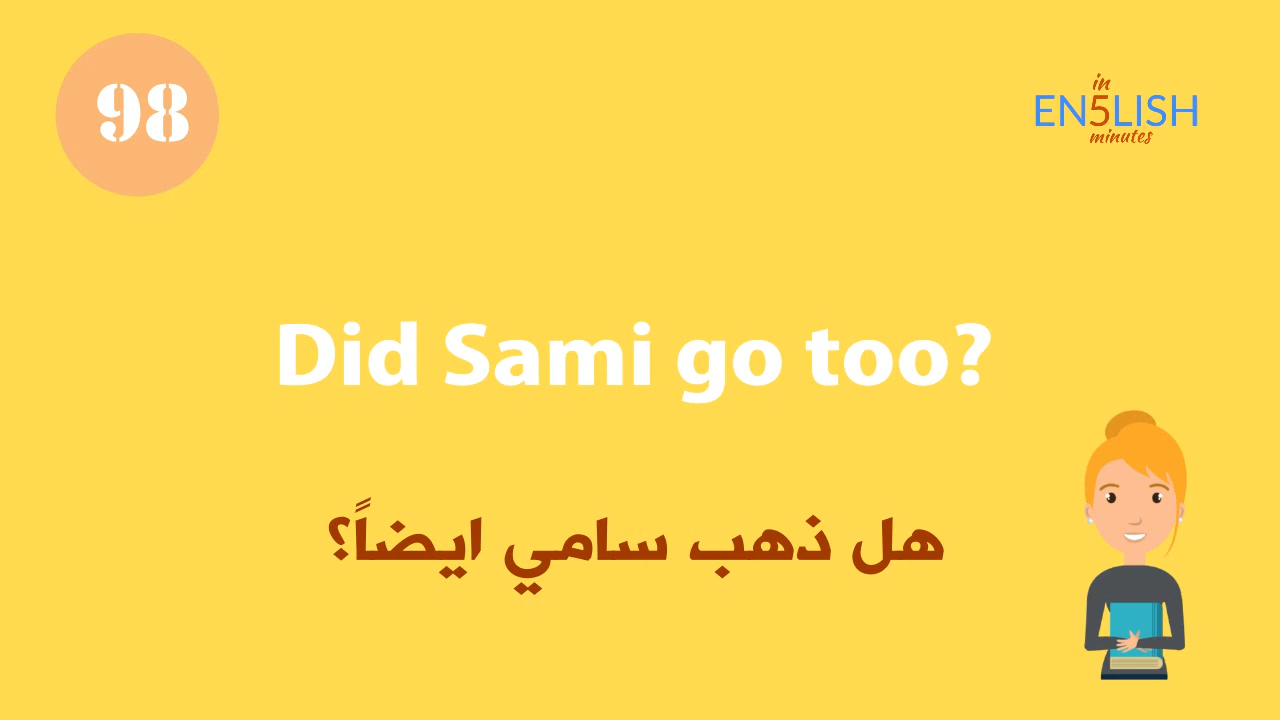 98
in
EN5LISH
minutes
Did Sami go too?
هل ذهب سامي ايضاً؟